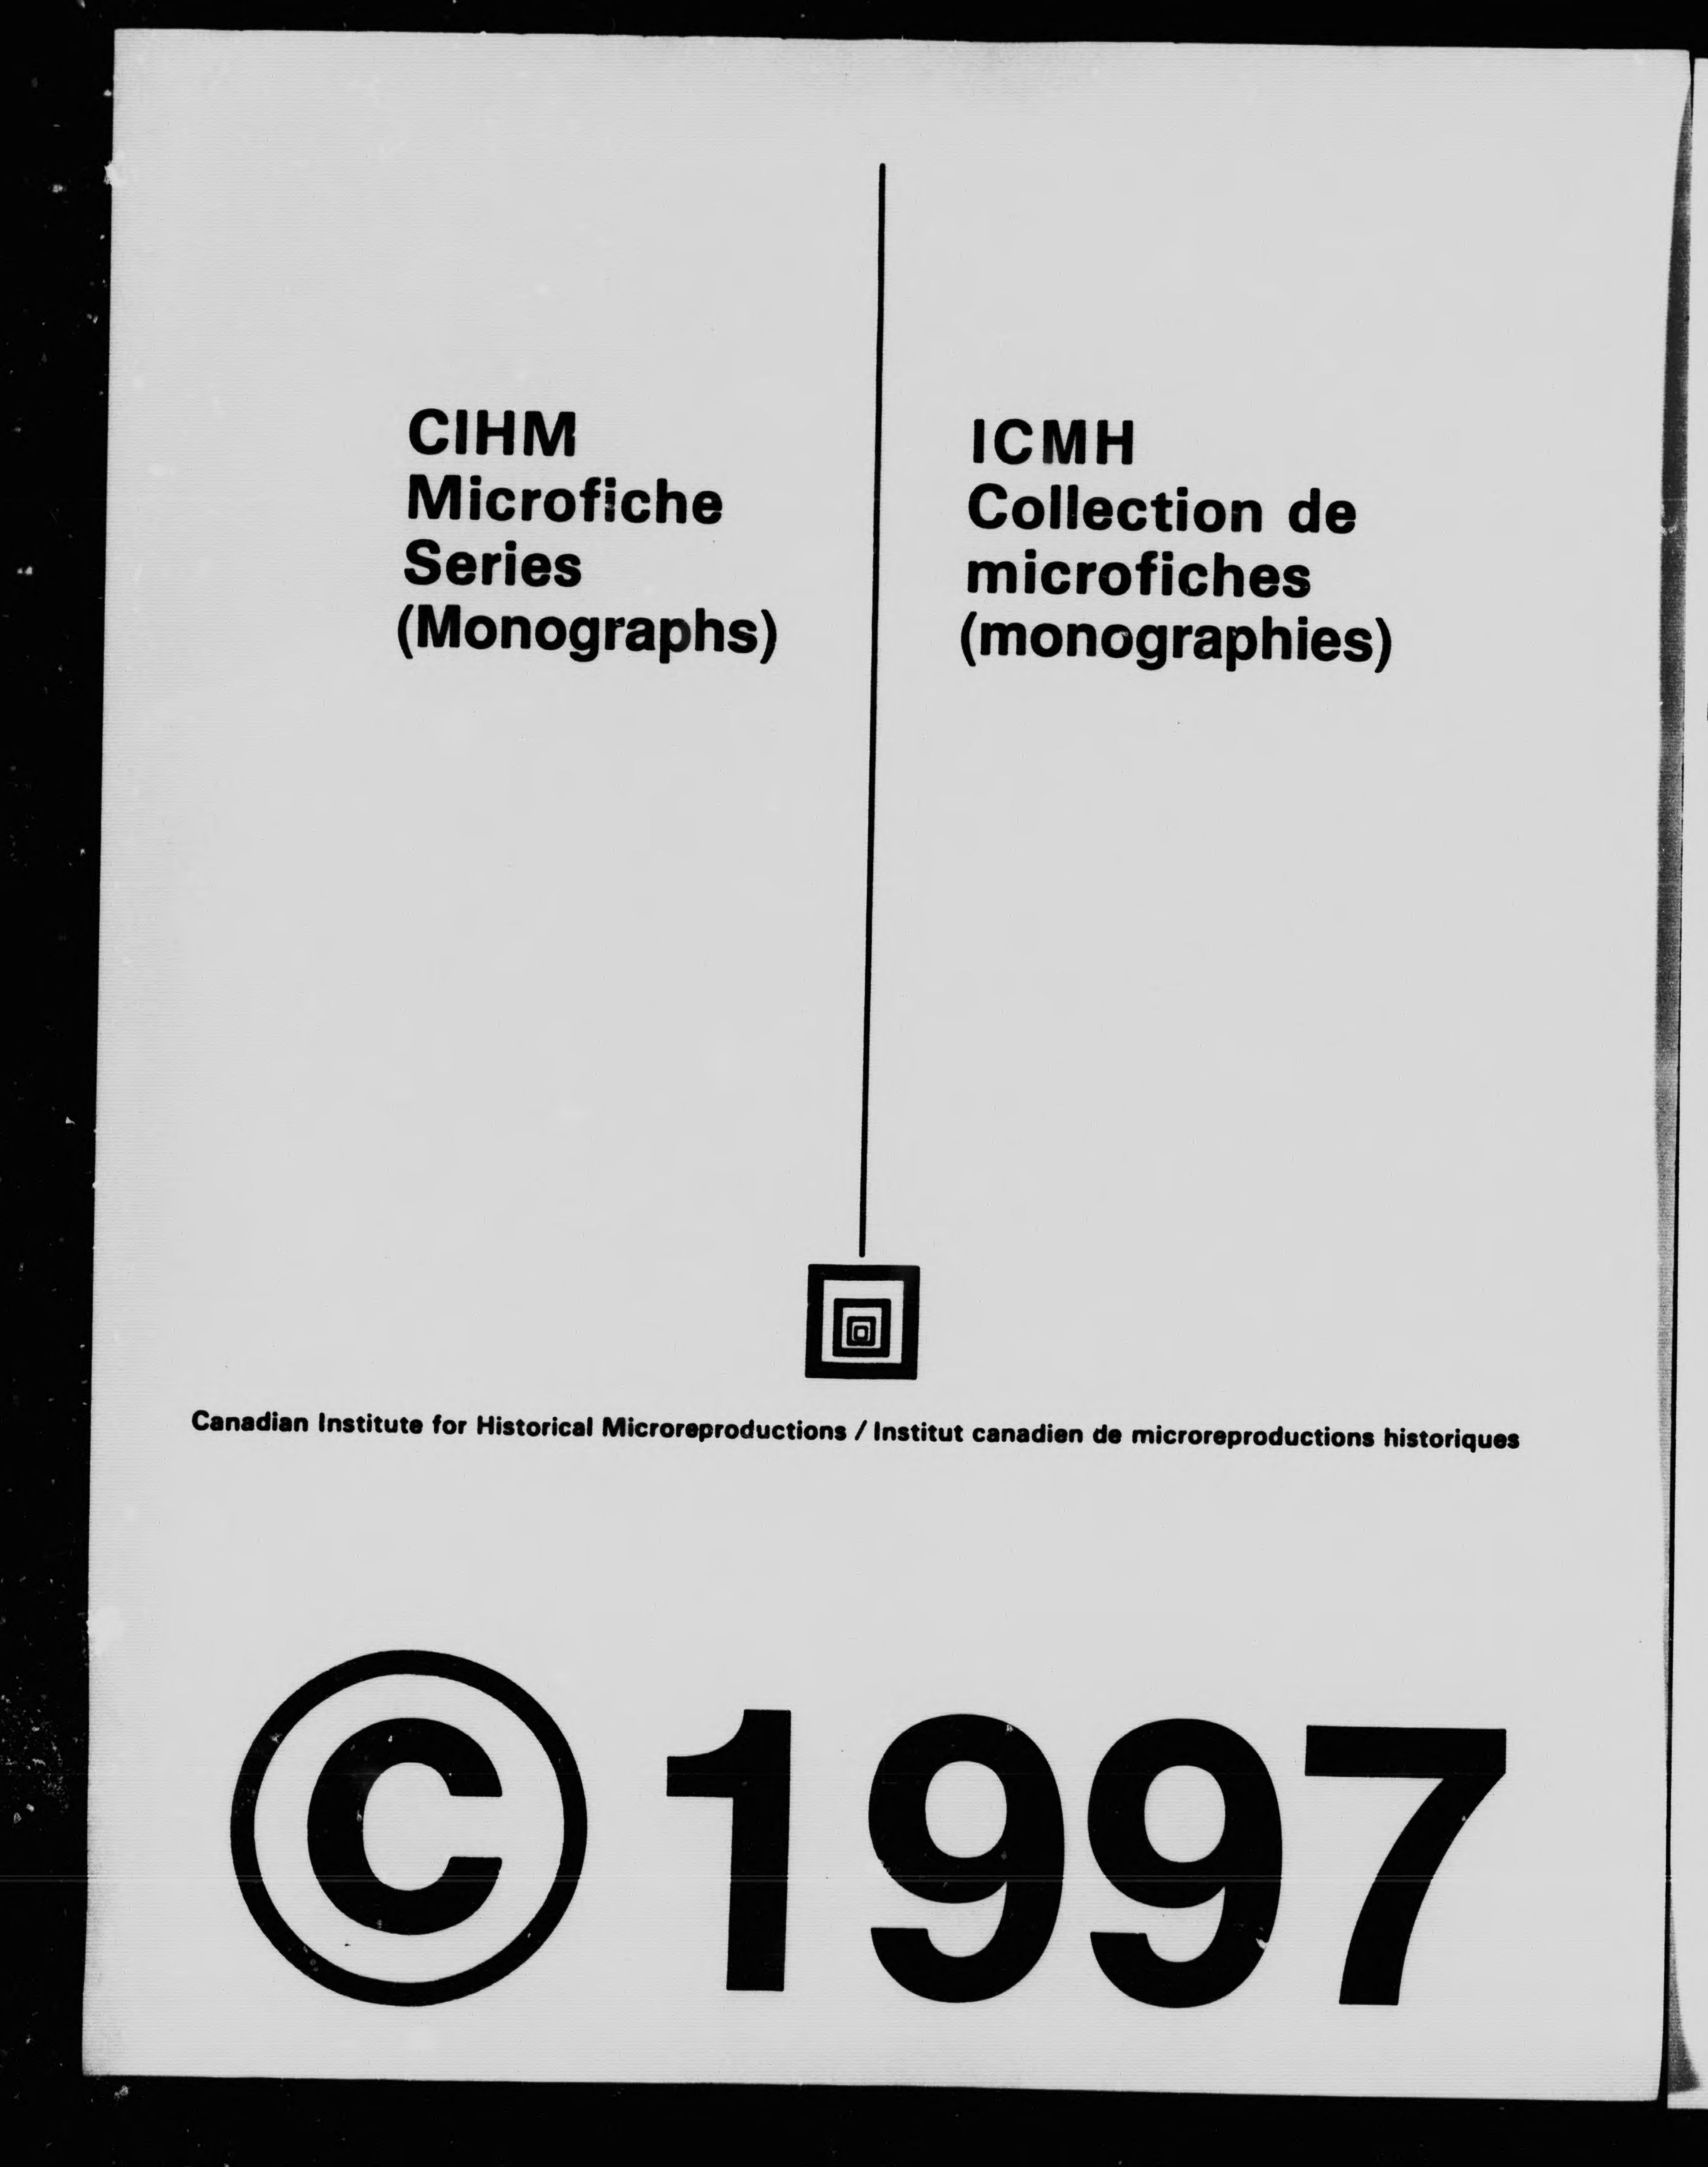 CIHM
Microfiche
Series
(Monographs)
ICMH
Collection de
microfiches
(monographies)
Canadian Institute for Historical Microreproductions / Institut canadien de microreproductions historiques
© 1997